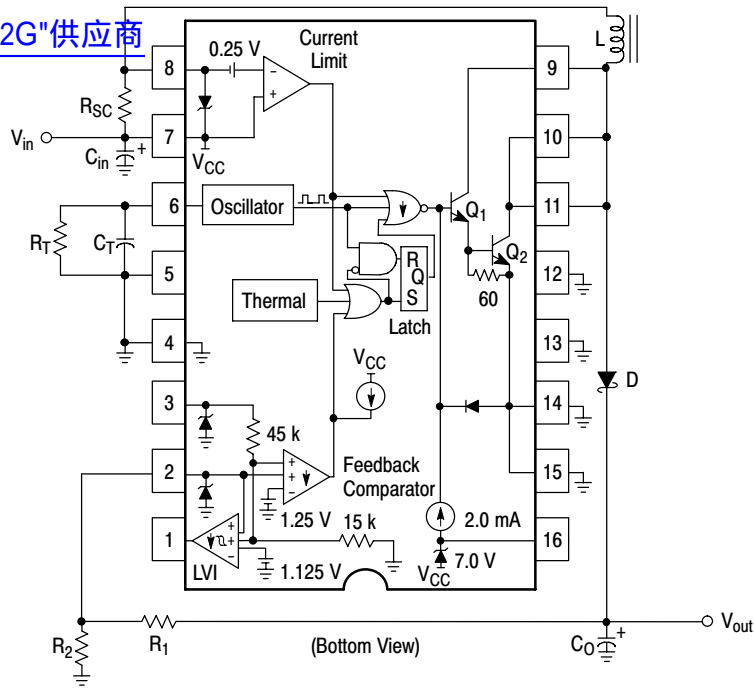 2G"供应商
L
8
0.25 V
Current
Limit
9
−
+
RSC
Vin
7
10
Cin
+
VCC
6
Oscillator
Q1
11
RT
CT
Q2
R
Q
S
5
60
12
Thermal
Latch
4
13
VCC
3
D
14
45 k
+
+
−
Feedback
Comparator
2
15
1.25 V
2.0 mA
1
+
+
−
15 k
16
LVI
1.125 V
7.0 V
VCC
Vout
R2
R1
(Bottom View)
CO
+